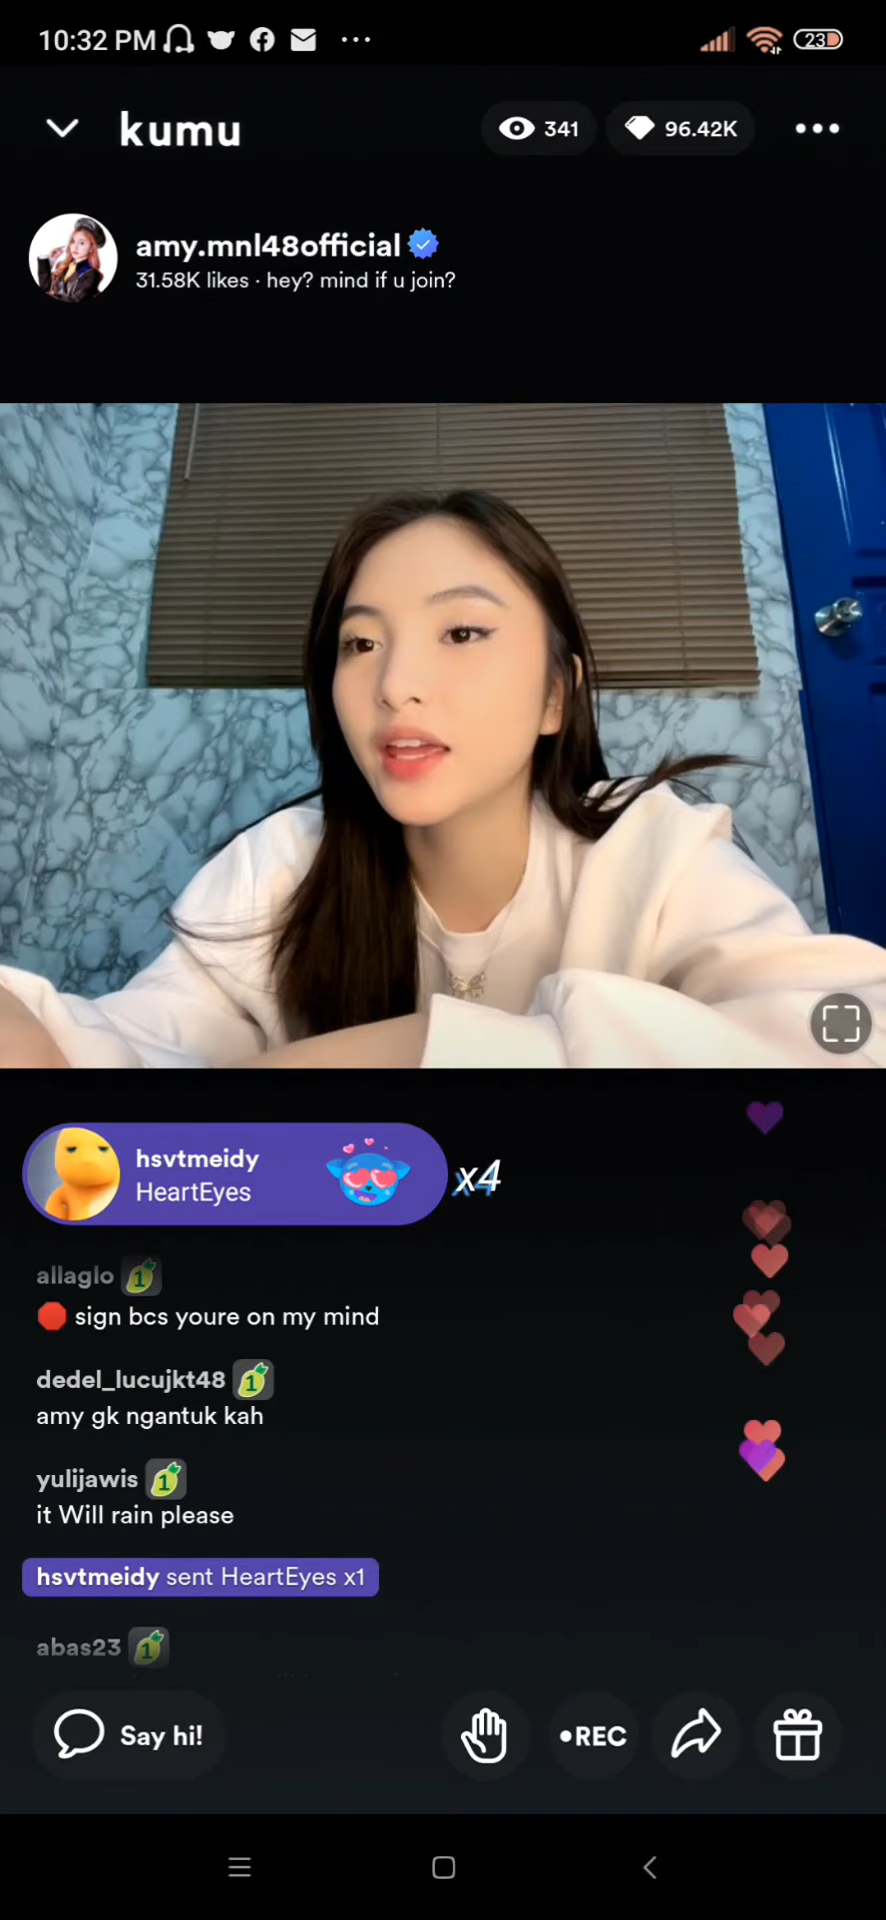 10:32 PM
23
kumu
341
96.42K
amy.mnl48official
31.58K likes · hey? mind if u join?
hsvtmeidy
HeartEyes
x4
allaglo 1
🛑 sign bcs youre on my mind
dedel_lucujkt48 1
amy gk ngantuk kah
yulijawis 1
it Will rain please
hsvtmeidy sent HeartEyes x1
abas23 1
Say hi!
•REC